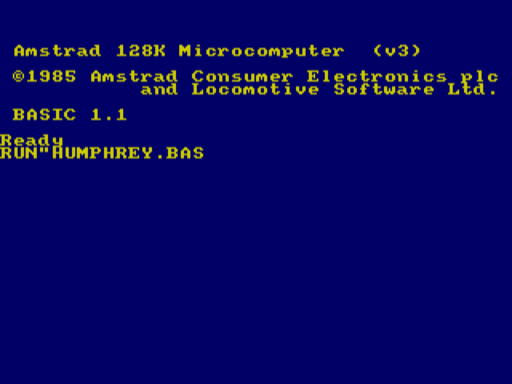 Amstrad 128K Microcomputer (v3)
©1985 Amstrad Consumer Electronics plc
and Locomotive Software Ltd.
BASIC 1.1
Ready
RUN"HUMPHREY.BAS